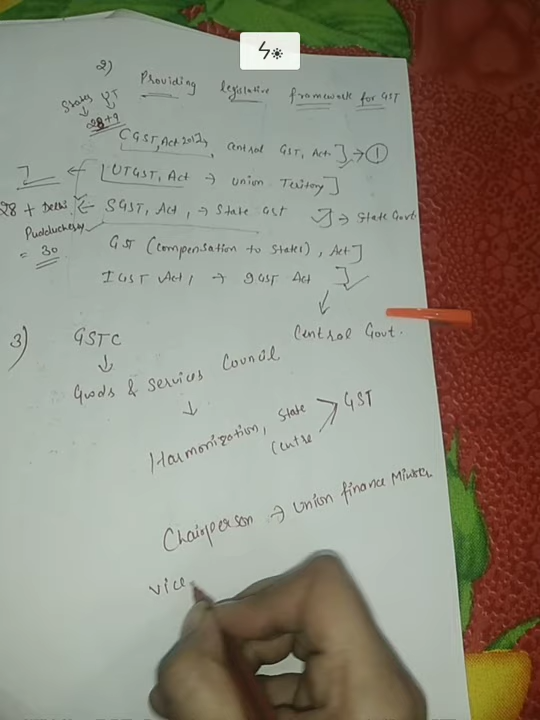 2) Providing legislative framework for GST
States UT
28+9
CGST, Act 2017, Central GST, Act] → ①
7 ← [UTGST, Act → Union Teritory]
28 + Delhi ← SGST, Act, → State GST ] → State Govt.
Puducherry
= 30
GST (Compensation to States), Act]
IGST Act, → IGST Act ]
Central Govt.
3) GSTC
Goods & Services Council
Harmonization, State
Centre
GST
Chairperson → Union finance Minister
Vice